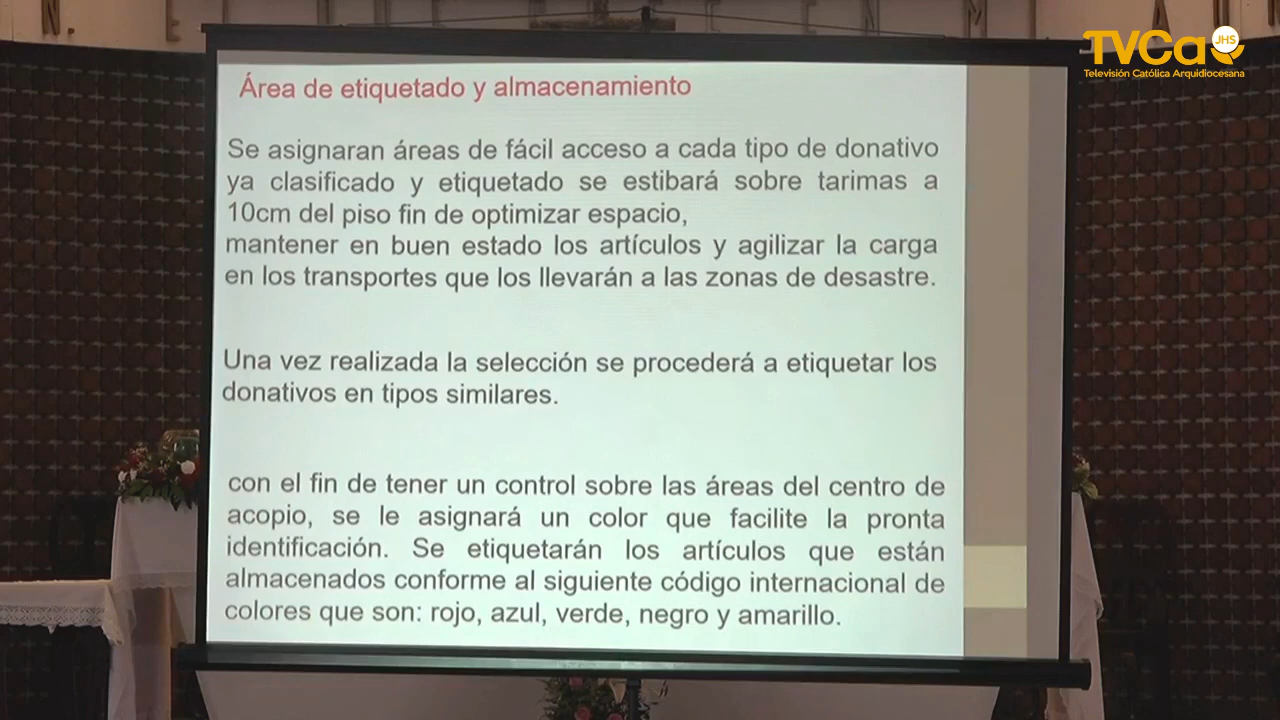 TVCa
JHS
Televisión Católica Arquidiocesana
Área de etiquetado y almacenamiento
Se asignaran áreas de fácil acceso a cada tipo de donativo
ya clasificado y etiquetado se estibará sobre tarimas a
10cm del piso fin de optimizar espacio,
mantener en buen estado los artículos y agilizar la carga
en los transportes que los llevarán a las zonas de desastre.
Una vez realizada la selección se procederá a etiquetar los
donativos en tipos similares.
con el fin de tener un control sobre las áreas del centro de
acopio, se le asignará un color que facilite la pronta
identificación. Se etiquetarán los artículos que están
almacenados conforme al siguiente código internacional de
colores que son: rojo, azul, verde, negro y amarillo.